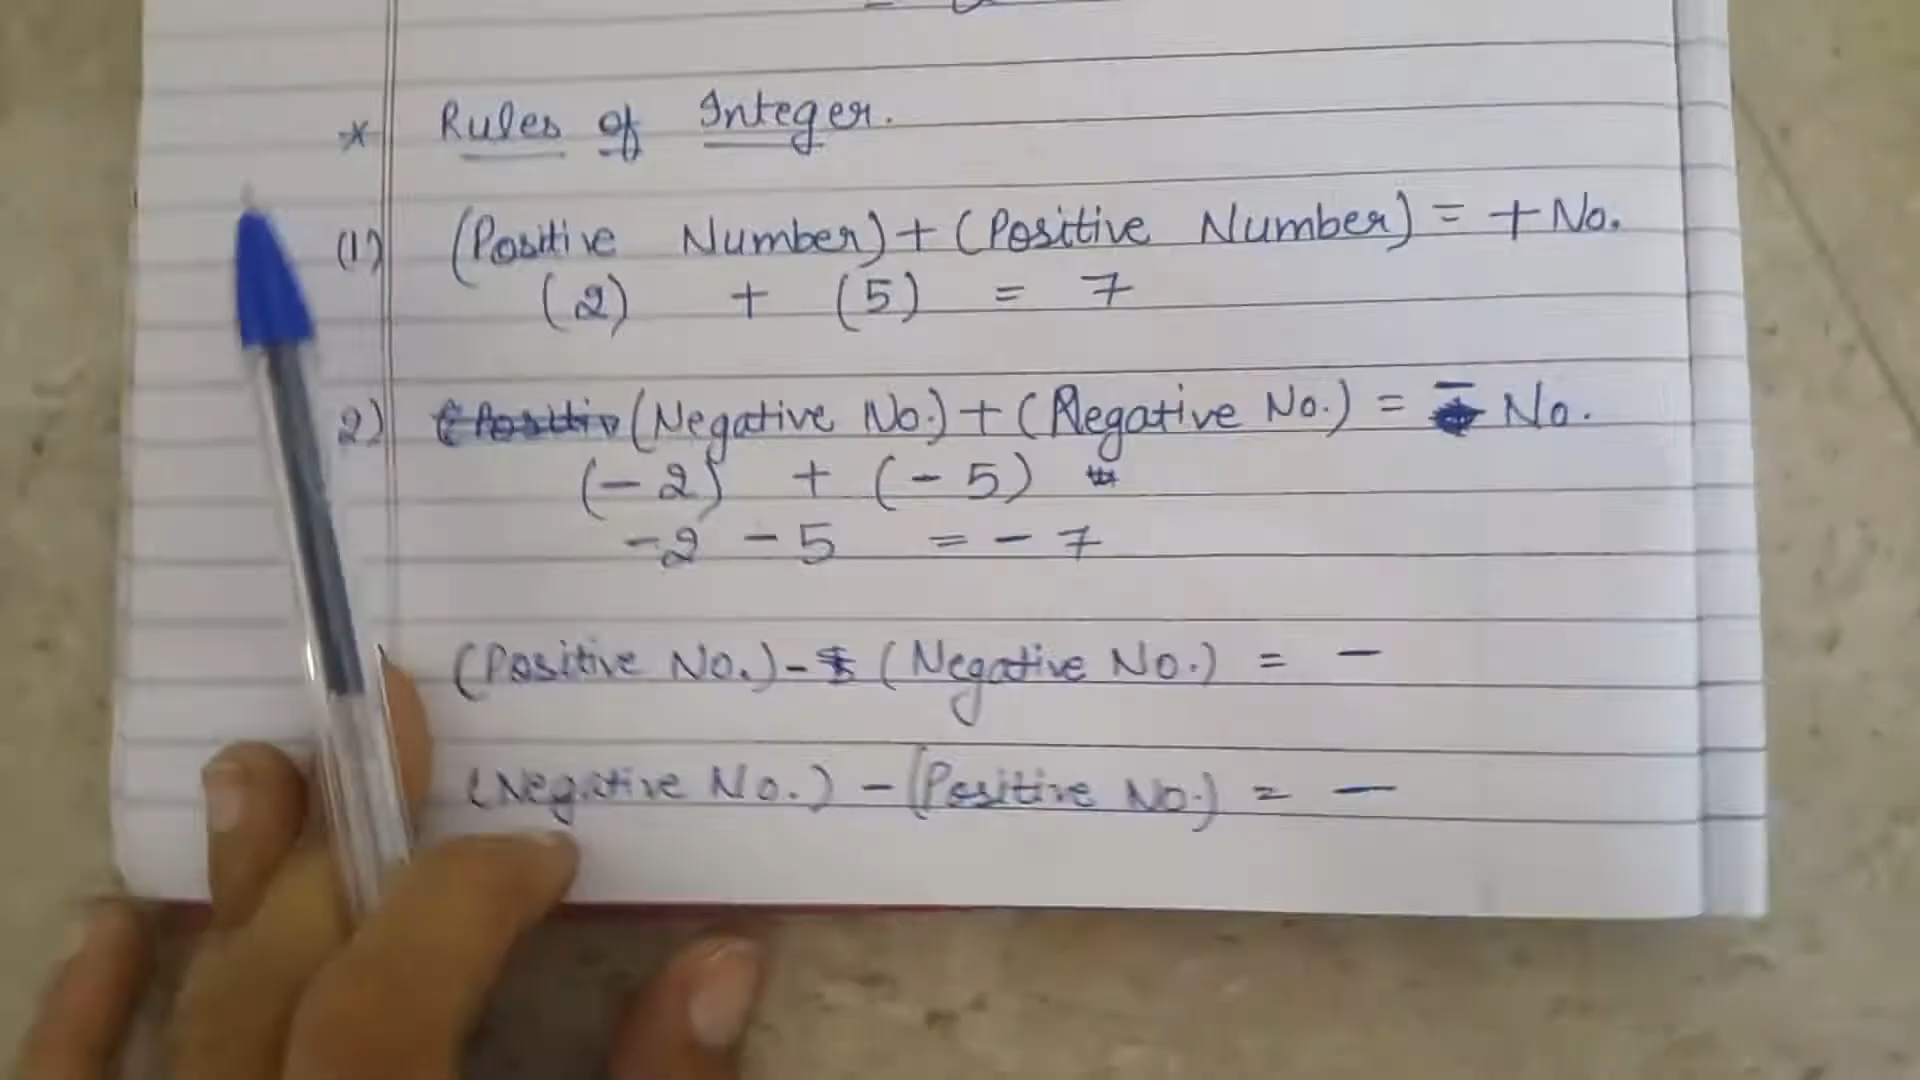 * Rules of Integer.
(1) (Positive Number) + (Positive Number) = + No.
(2) + (5) = 7
2) (Negative No.) + (Negative No.) = - No.
(-2) + (-5)
-2 -5 = -7
(Positive No.) - (Negative No.) = -
(Negative No.) - (Positive No.) = -